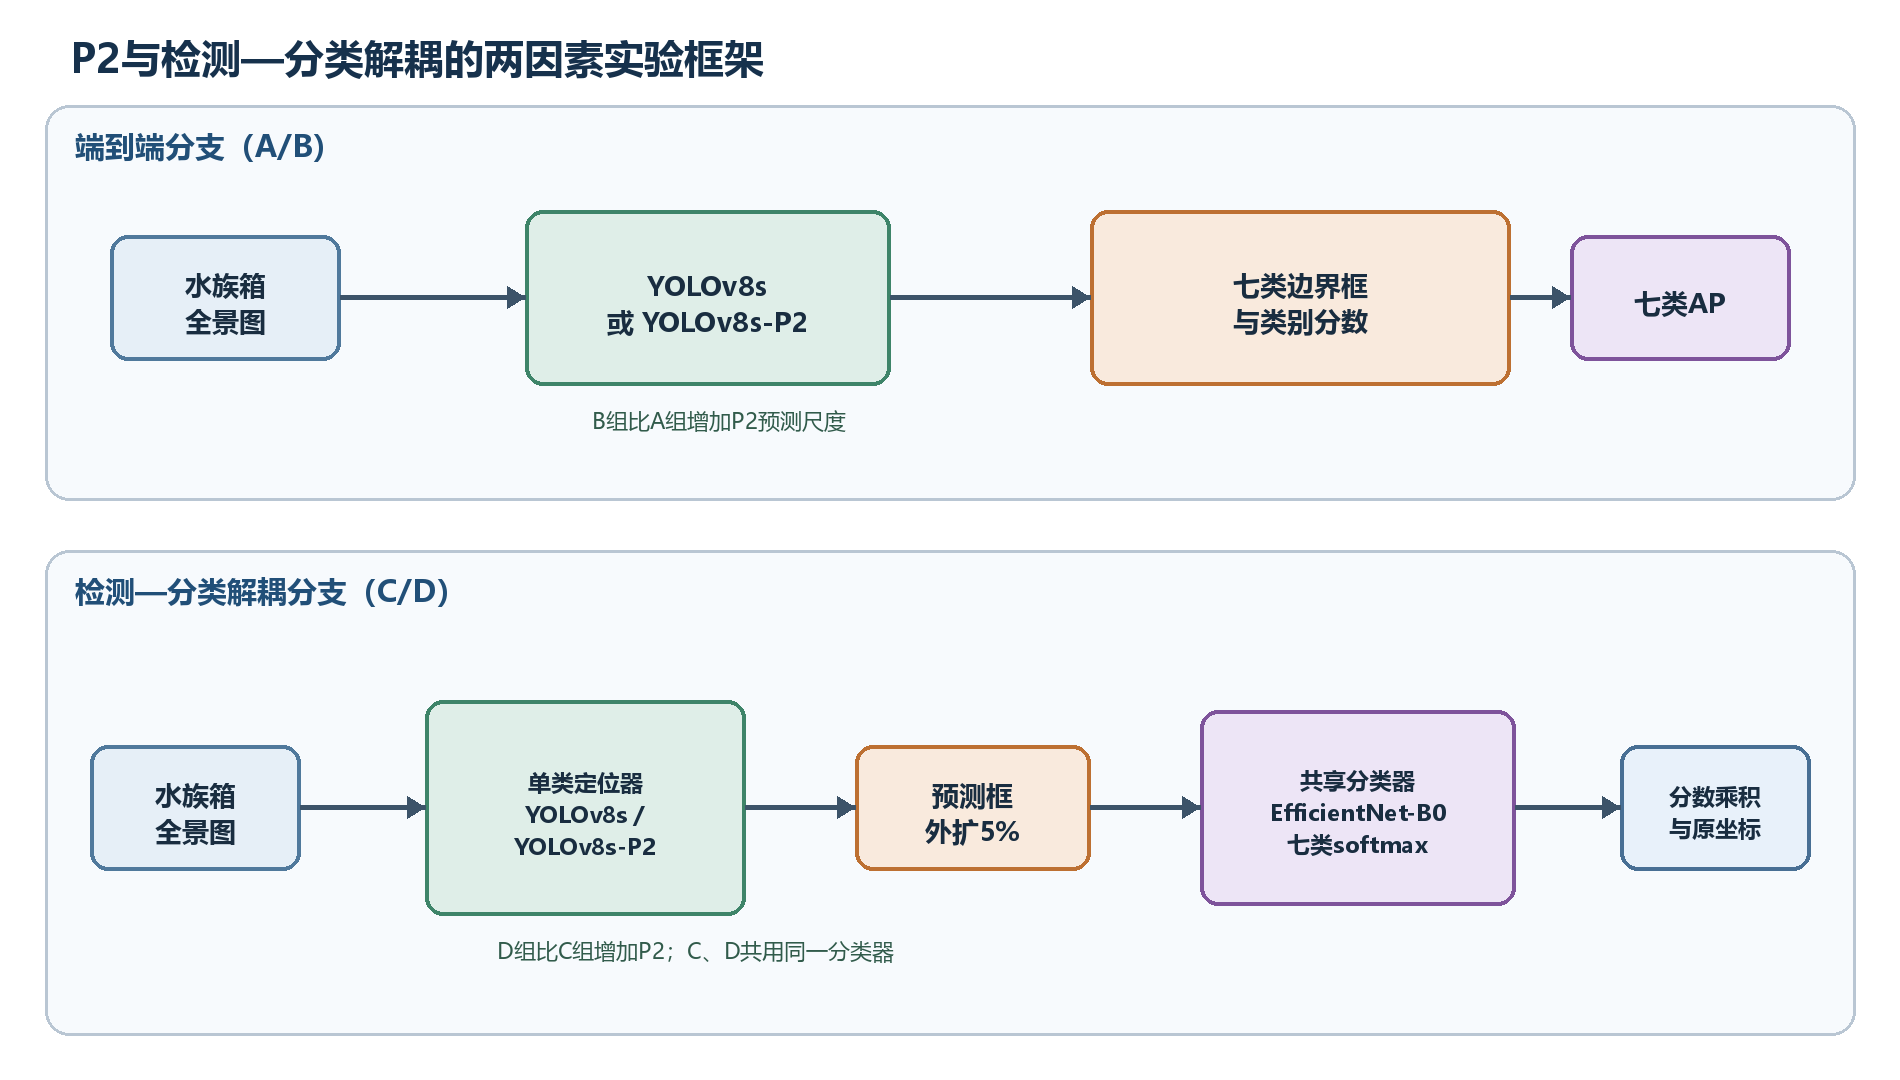 P2与检测—分类解耦的两因素实验框架
端到端分支（A/B）
水族箱
全景图
YOLOv8s
或 YOLOv8s-P2
七类边界框
与类别分数
七类AP
B组比A组增加P2预测尺度
检测—分类解耦分支（C/D）
水族箱
全景图
单类定位器
YOLOv8s /
YOLOv8s-P2
预测框
外扩5%
共享分类器
EfficientNet-B0
七类softmax
分数乘积
与原坐标
D组比C组增加P2；C、D共用同一分类器